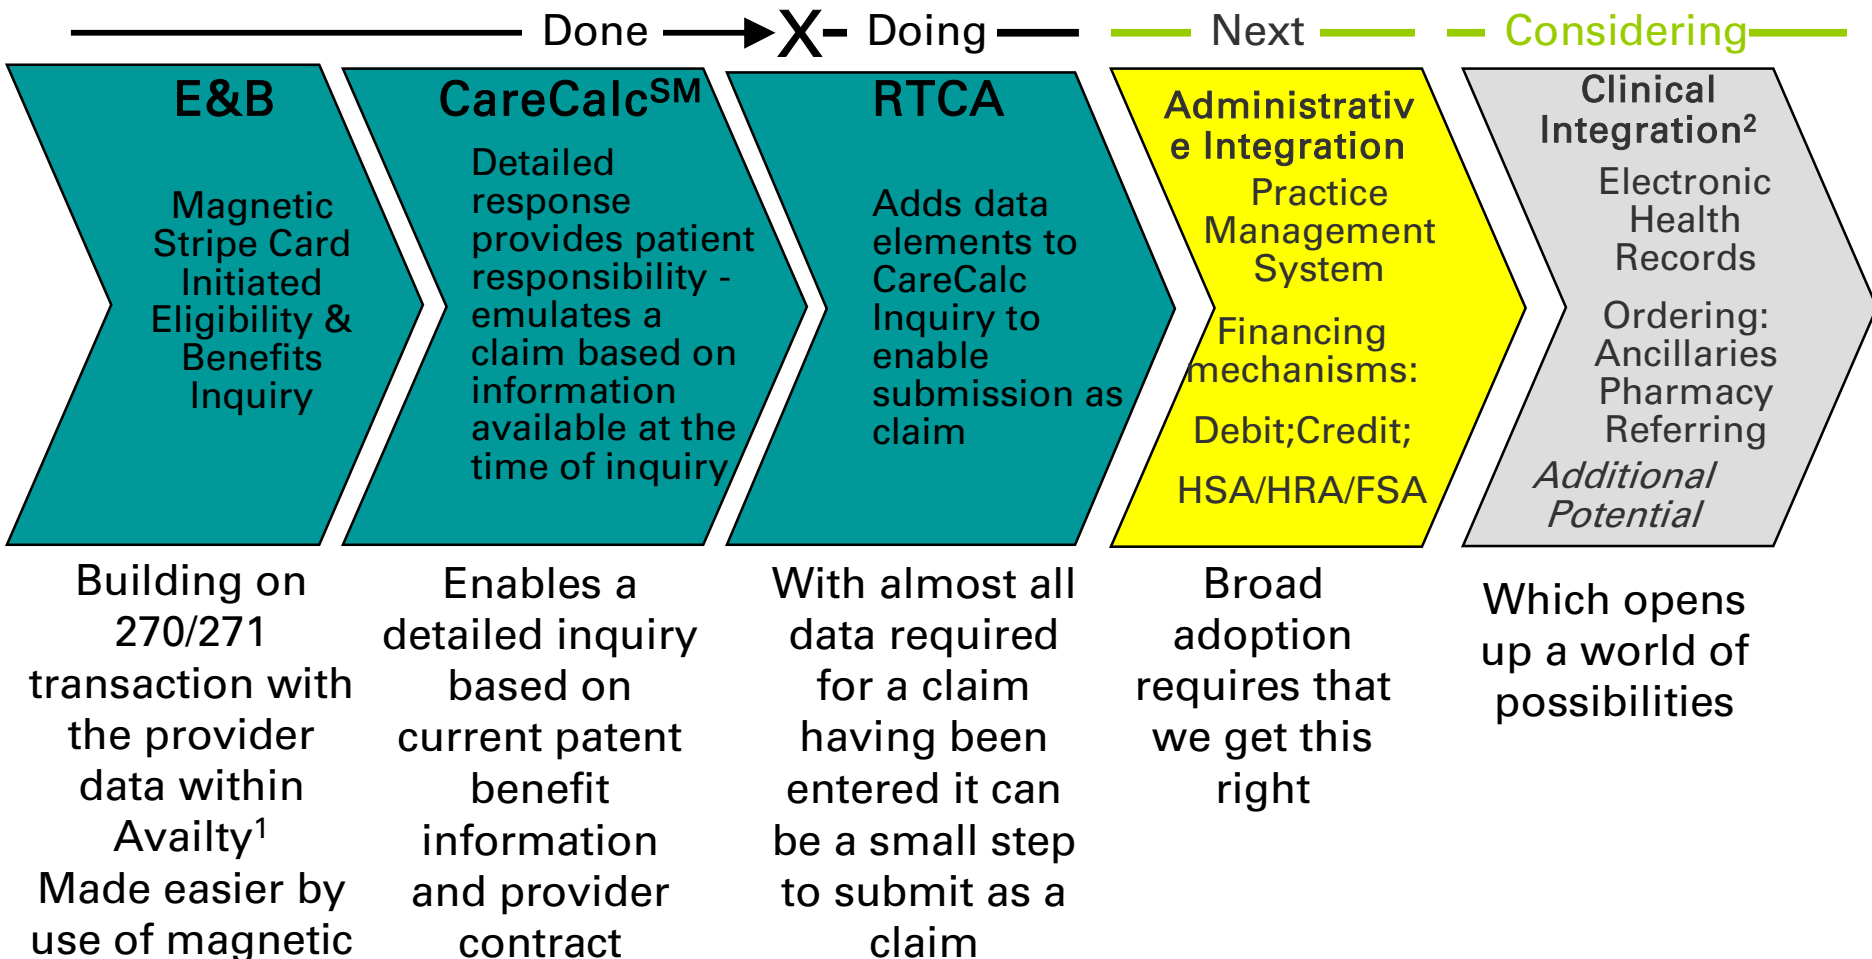 Done X Doing Next Considering
E&B
Magnetic
Stripe Card
Initiated
Eligibility &
Benefits
Inquiry
CareCalcSM
Detailed
response
provides patient
responsibility -
emulates a
claim based on
information
available at the
time of inquiry
RTCA
Adds data
elements to
CareCalc
Inquiry to
enable
submission as
claim
Administrativ
e Integration
Practice
Management
System
Financing
mechanisms:
Debit;Credit;
HSA/HRA/FSA
Clinical
Integration2
Electronic
Health
Records
Ordering:
Ancillaries
Pharmacy
Referring
Additional
Potential
Building on
270/271
transaction with
the provider
data within
Availty1
Made easier by
use of magnetic
Enables a
detailed inquiry
based on
current patent
benefit
information
and provider
contract
With almost all
data required
for a claim
having been
entered it can
be a small step
to submit as a
claim
Broad
adoption
requires that
we get this
right
Which opens
up a world of
possibilities